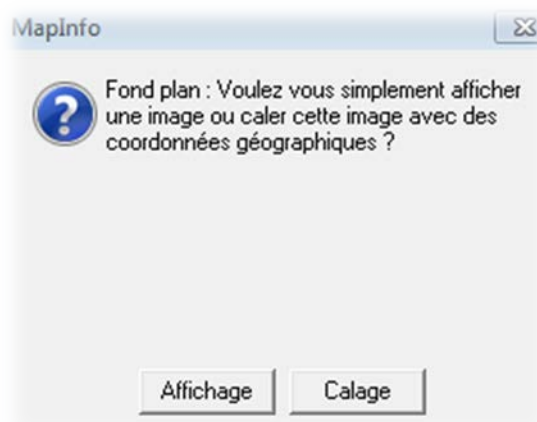 MapInfo
Fond plan : Voulez vous simplement afficher
une image ou caler cette image avec des
coordonnées géographiques ?
Affichage
Calage